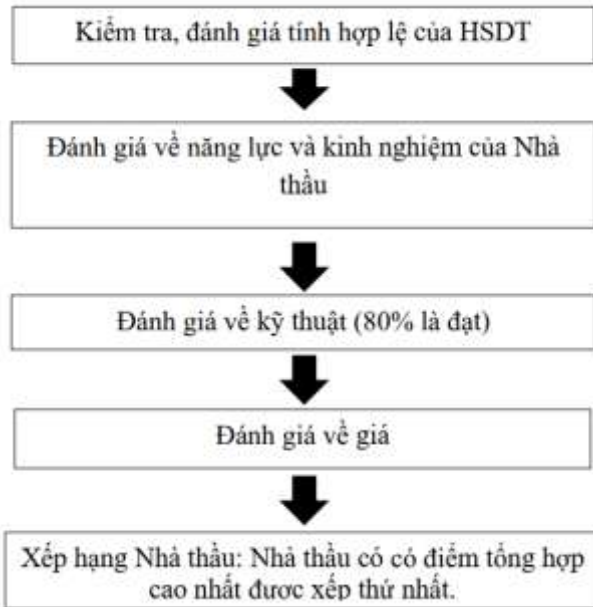 Kiểm tra, đánh giá tính hợp lệ của HSDT
Đánh giá về năng lực và kinh nghiệm của Nhà
thầu
Đánh giá về kỹ thuật (80% là đạt)
Đánh giá về giá
Xếp hạng Nhà thầu: Nhà thầu có có điểm tổng hợp
cao nhất được xếp thứ nhất.